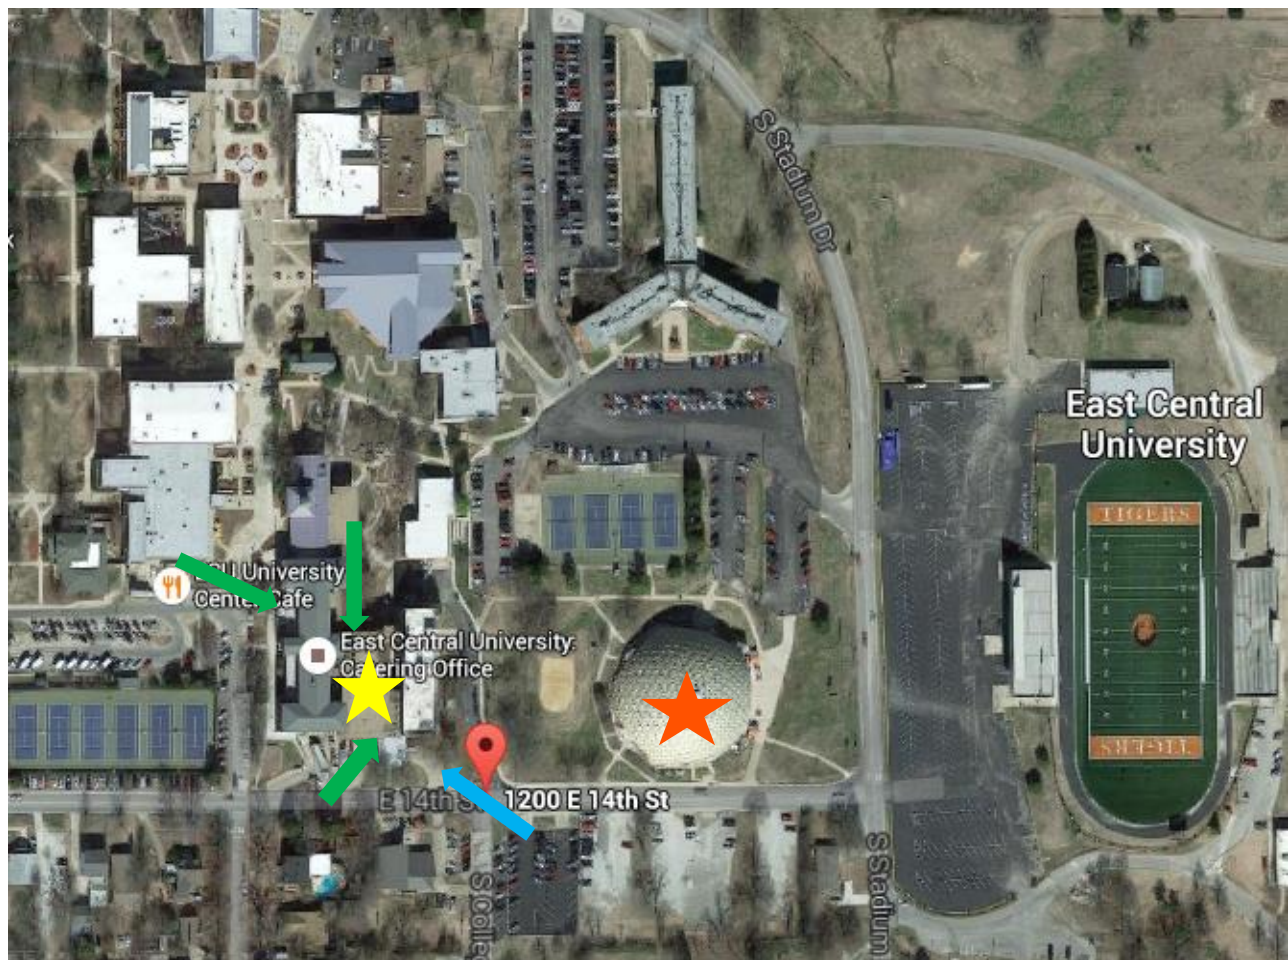 S Stadium Dr
East Central
University
TIGERS
University
Center Cafe
East Central University:
Catering Office
TIGERS
E 14th St
1200 E 14th St
S Stadium